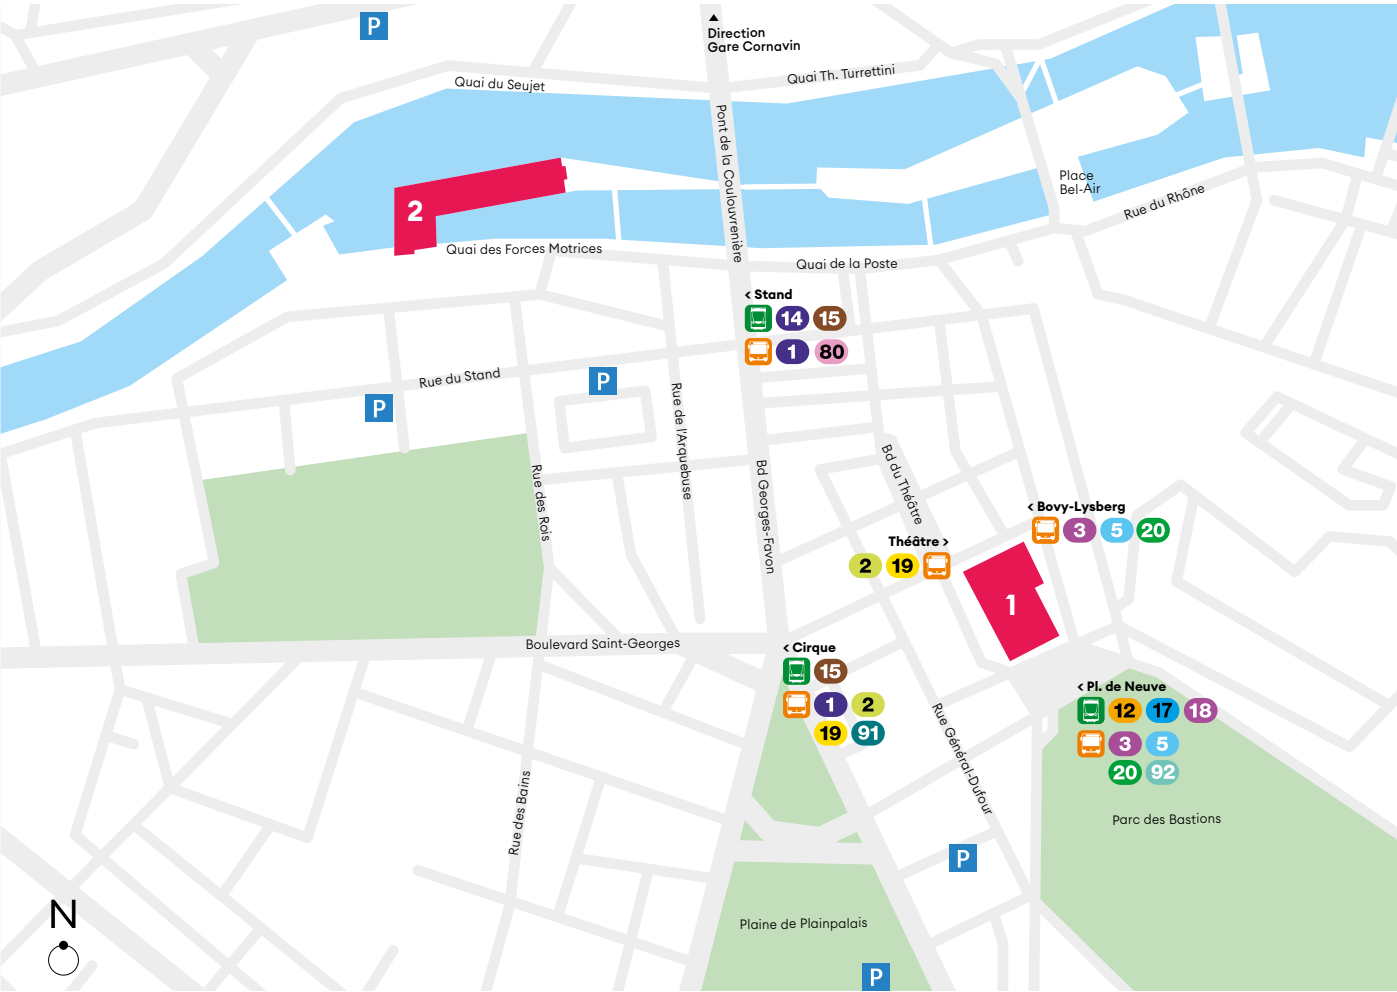 P
▲
Direction
Gare Cornavin
Quai Th. Turrettini
Quai du Seujet
Pont de la Coulouvrenière
Place
Bel-Air
Rue du Rhône
2
Quai des Forces Motrices
Quai de la Poste
< Stand
14 15
1 80
P
P
Rue du Stand
Rue de l'Arquebuse
Bd Georges-Favon
Rue des Rois
Bd du Théâtre
< Bovy-Lysberg
3 5 20
Théâtre >
2 19
1
Boulevard Saint-Georges
< Cirque
15
1 2
19 91
< Pl. de Neuve
12 17 18
3 5
20 92
Rue Général-Dufour
Rue des Bains
Parc des Bastions
P
N
Plaine de Plainpalais
P